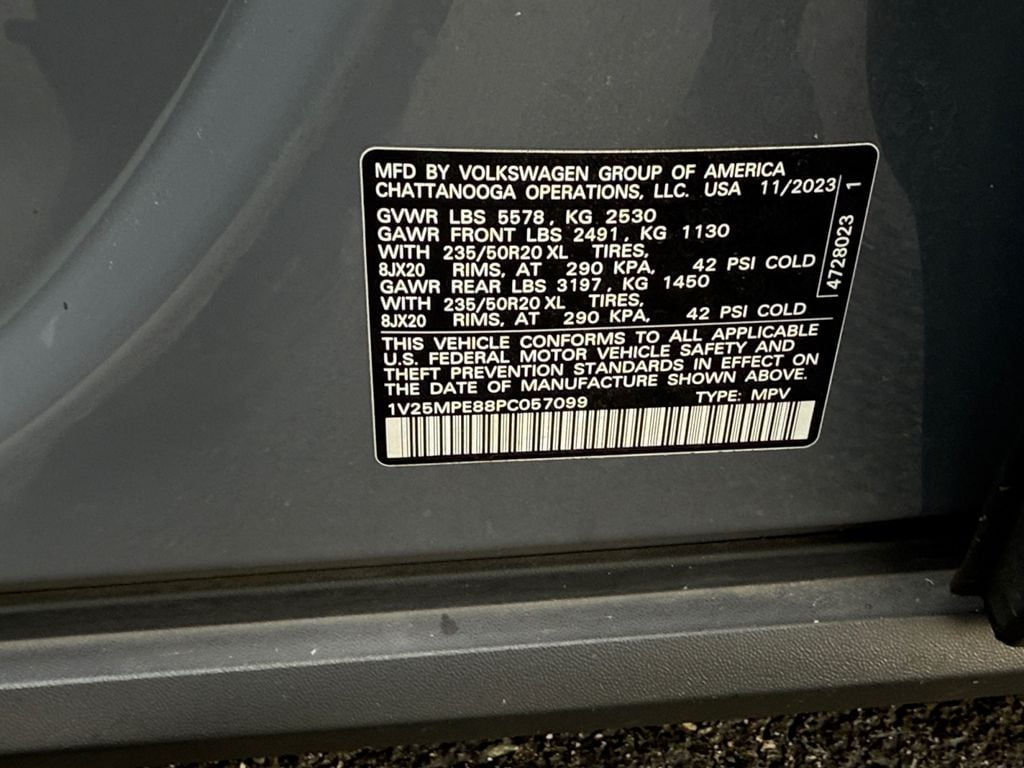 MFD BY VOLKSWAGEN GROUP OF AMERICA
CHATTANOOGA OPERATIONS, LLC. USA 11/2023
GVWR LBS 5578, KG 2530
GAWR FRONT LBS 2491, KG 1130
WITH 235/50R20 XL TIRES,
8JX20 RIMS, AT 290 KPA, 42 PSI COLD
GAWR REAR LBS 3197, KG 1450
WITH 235/50R20 XL TIRES,
8JX20 RIMS, AT 290 KPA, 42 PSI COLD
4728023 1
THIS VEHICLE CONFORMS TO ALL APPLICABLE
U.S. FEDERAL MOTOR VEHICLE SAFETY AND
THEFT PREVENTION STANDARDS IN EFFECT ON
THE DATE OF MANUFACTURE SHOWN ABOVE.
1V25MPE88PC057099 TYPE: MPV